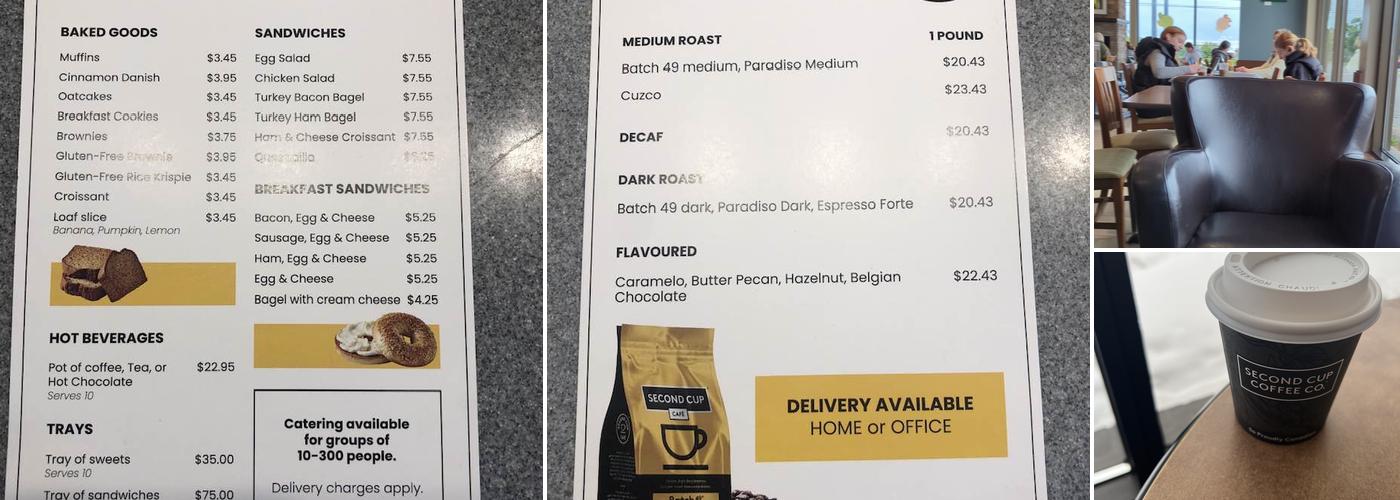 BAKED GOODS
Muffins $3.45
Cinnamon Danish $3.95
Oatcakes $3.45
Breakfast Cookies $3.45
Brownies $3.75
Gluten-Free Brownie $3.95
Gluten-Free Rice Krispie $3.45
Croissant $3.45
Loaf slice $3.45
Banana, Pumpkin, Lemon
HOT BEVERAGES
Pot of coffee, Tea, or $22.95
Hot Chocolate
Serves 10
TRAYS
Tray of sweets $35.00
Serves 10
Tray of sandwiches $75.00
SANDWICHES
Egg Salad $7.55
Chicken Salad $7.55
Turkey Bacon Bagel $7.55
Turkey Ham Bagel $7.55
Ham & Cheese Croissant $7.55
BREAKFAST SANDWICHES
Bacon, Egg & Cheese $5.25
Sausage, Egg & Cheese $5.25
Ham, Egg & Cheese $5.25
Egg & Cheese $5.25
Bagel with cream cheese $4.25
Catering available
for groups of
10-300 people.
Delivery charges apply.
MEDIUM ROAST 1 POUND
Batch 49 medium, Paradiso Medium $20.43
Cuzco $23.43
DECAF $20.43
DARK ROAST
Batch 49 dark, Paradiso Dark, Espresso Forte $20.43
FLAVOURED
Caramelo, Butter Pecan, Hazelnut, Belgian $22.43
Chocolate
SECOND CUP
CAFÉ
DELIVERY AVAILABLE
HOME or OFFICE
ATTENTION CHAUD!
SECOND CUP
COFFEE CO.